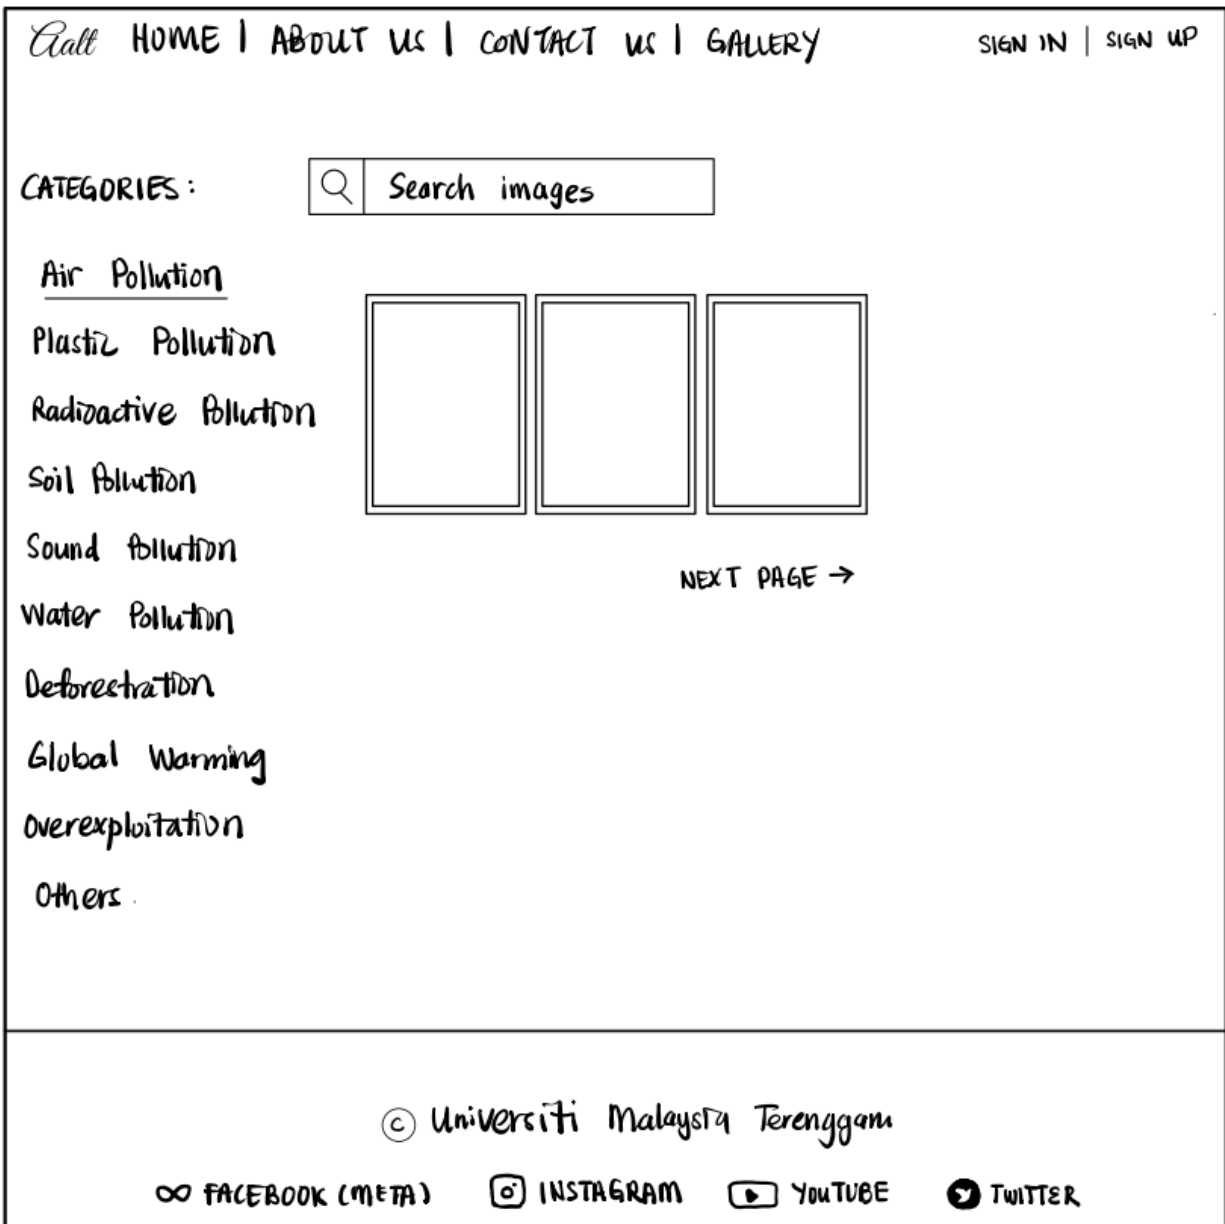 Aalt HOME | ABOUT US | CONTACT US | GALLERY SIGN IN | SIGN UP
CATEGORIES: Search images
Air Pollution
Plastic Pollution
Radioactive Pollution
Soil Pollution
Sound Pollution
Water Pollution
Deforestration
Global Warming
Overexploitation
Others
NEXT PAGE →
© Universiti Malaysia Terengganu
FACEBOOK (META) INSTAGRAM YOUTUBE TWITTER